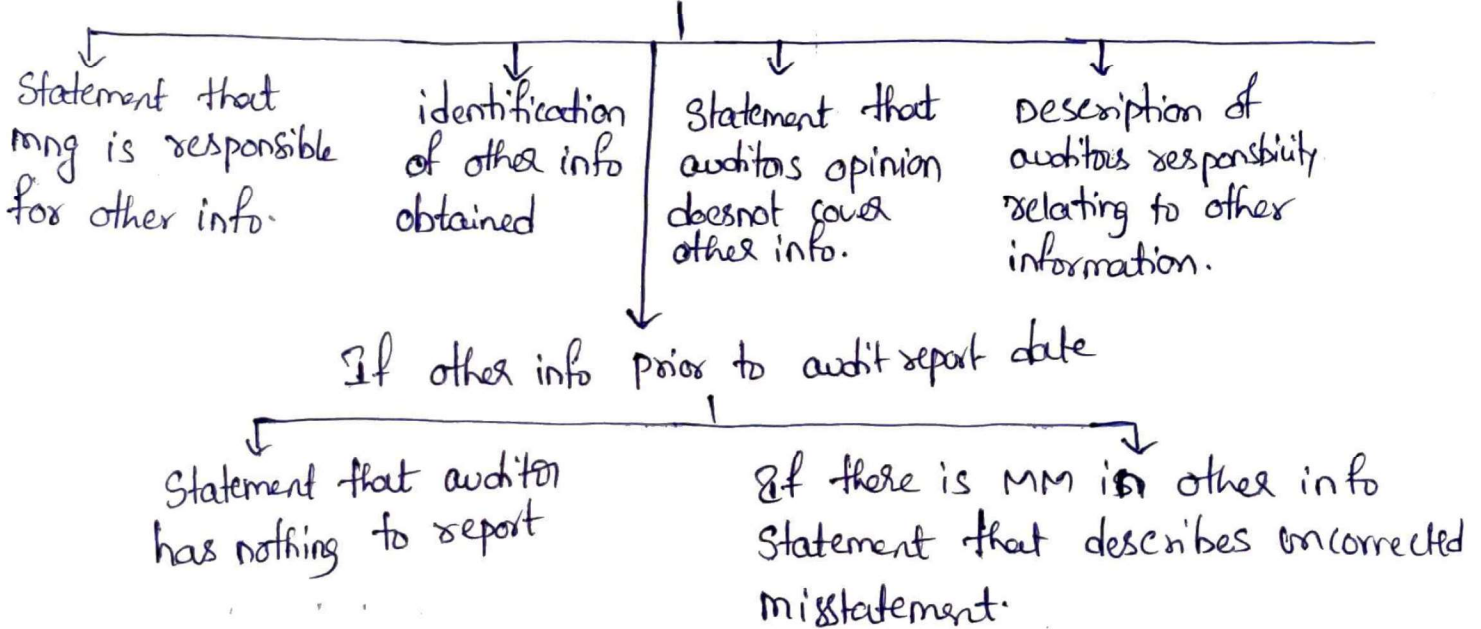 Statement that
mng is responsible
for other info.
identification
of other info
obtained
Statement that
auditors opinion
doesnot cover
other info.
Description of
auditors responsbility
relating to other
information.
If other info prior to audit report date
Statement that auditor
has nothing to report
If there is MM in other info
Statement that describes uncorrected
misstatement.